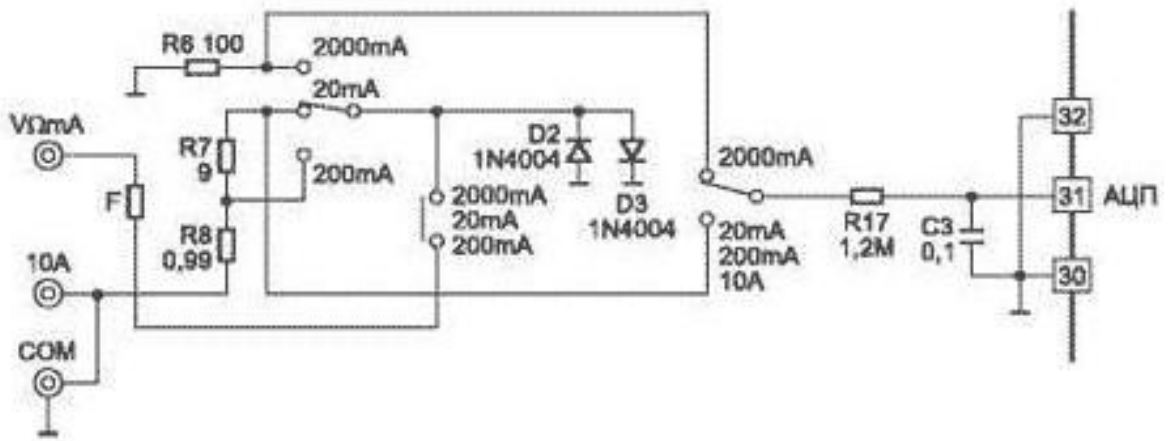 R6 100
2000mA
20mA
VΩmA
R7
9
200mA
D2
1N4004
D3
1N4004
F
2000mA
20mA
200mA
R8
0,99
10A
COM
2000mA
20mA
200mA
10A
R17
1,2M
C3
0,1
32
31
АЦП
30